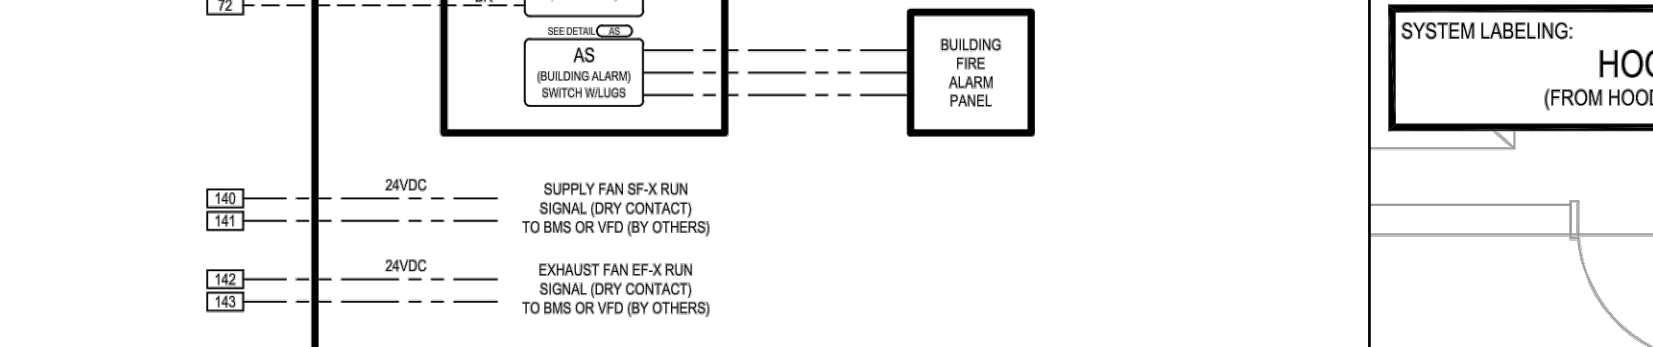 72
SEE DETAIL AS
AS
(BUILDING ALARM)
SWITCH W/LUGS
BUILDING
FIRE
ALARM
PANEL
SYSTEM LABELING:
(FROM
140
141
24VDC
SUPPLY FAN SF-X RUN
SIGNAL (DRY CONTACT)
TO BMS OR VFD (BY OTHERS)
142
143
24VDC
EXHAUST FAN EF-X RUN
SIGNAL (DRY CONTACT)
TO BMS OR VFD (BY OTHERS)